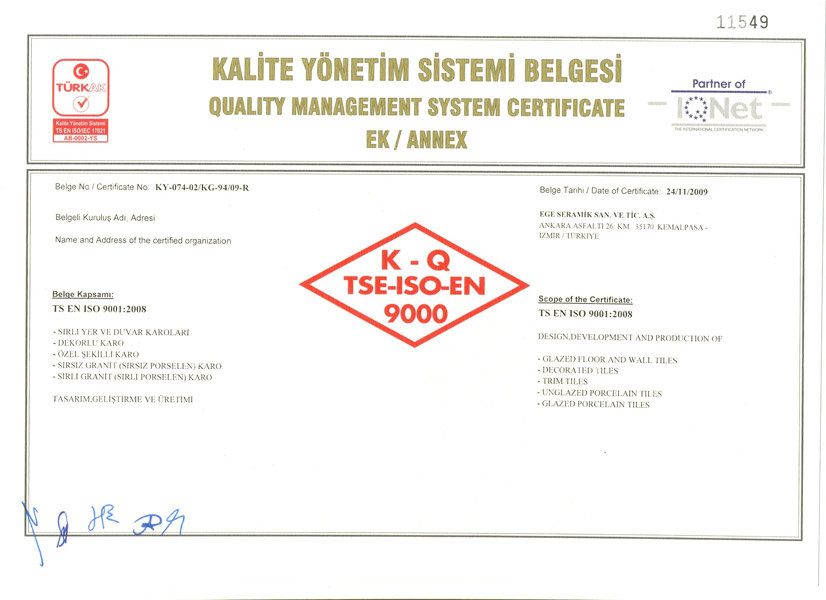 11549
KALİTE YÖNETİM SİSTEMİ BELGESİ
QUALITY MANAGEMENT SYSTEM CERTIFICATE
EK / ANNEX
TÜRKAK
Kalite Yönetim Sistemi
TS EN ISO/IEC 17021
AB-0002-YS
Partner of
IQNet
THE INTERNATIONAL CERTIFICATION NETWORK
Belge No / Certificate No: KY-074-02/KG-94/09-R
Belge Tarihi / Date of Certificate: 24/11/2009
Belgeli Kuruluş Adı, Adresi
Name and Address of the certified organization
EGE SERAMİK SAN. VE TİC. A.Ş.
ANKARA ASFALTI 26. KM 35170 KEMALPAŞA -
İZMİR / TÜRKİYE
K - Q
TSE-ISO-EN
9000
Belge Kapsamı:
TS EN ISO 9001:2008
- SIRLI YER VE DUVAR KAROLARI
- DEKORLU KARO
- ÖZEL ŞEKİLLİ KARO
- SIRSIZ GRANİT (SIRSIZ PORSELEN) KARO
- SIRLI GRANİT (SIRLI PORSELEN) KARO
TASARIM,GELİŞTİRME VE ÜRETİMİ
Scope of the Certificate:
TS EN ISO 9001:2008
DESIGN,DEVELOPMENT AND PRODUCTION OF
- GLAZED FLOOR AND WALL TILES
- DECORATED TILES
- TRIM TILES
- UNGLAZED PORCELAIN TILES
- GLAZED PORCELAIN TILES